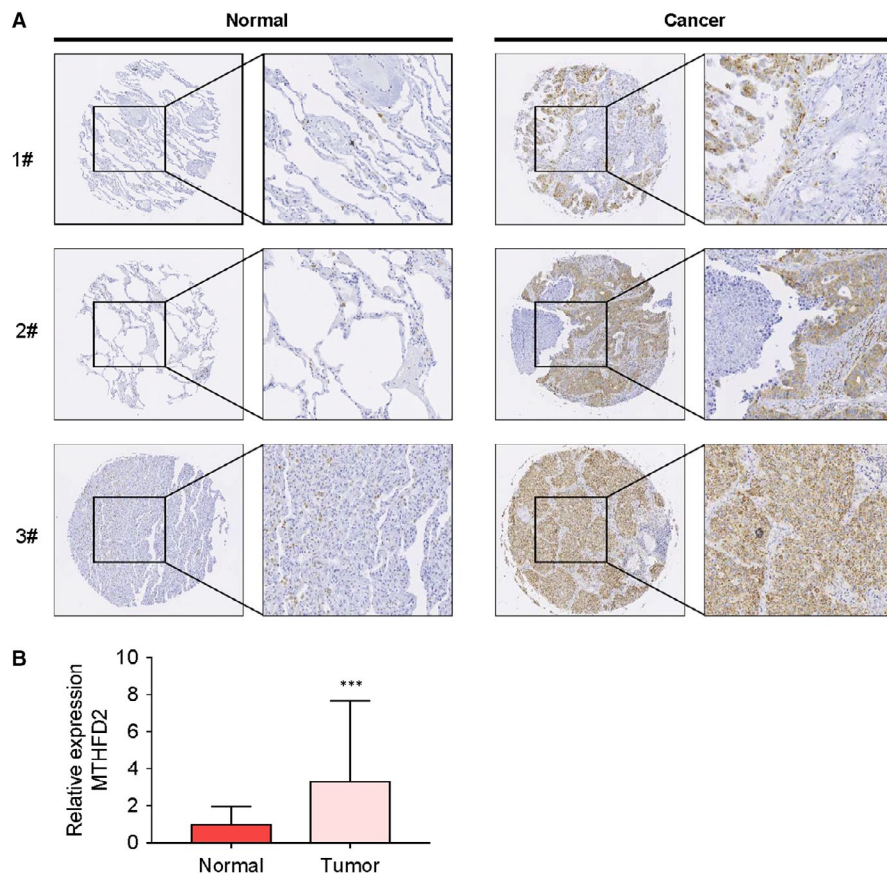 A
Normal
Cancer
1#
2#
3#
B
Relative expression
MTHFD2
10
8
6
4
2
0
***
Normal
Tumor